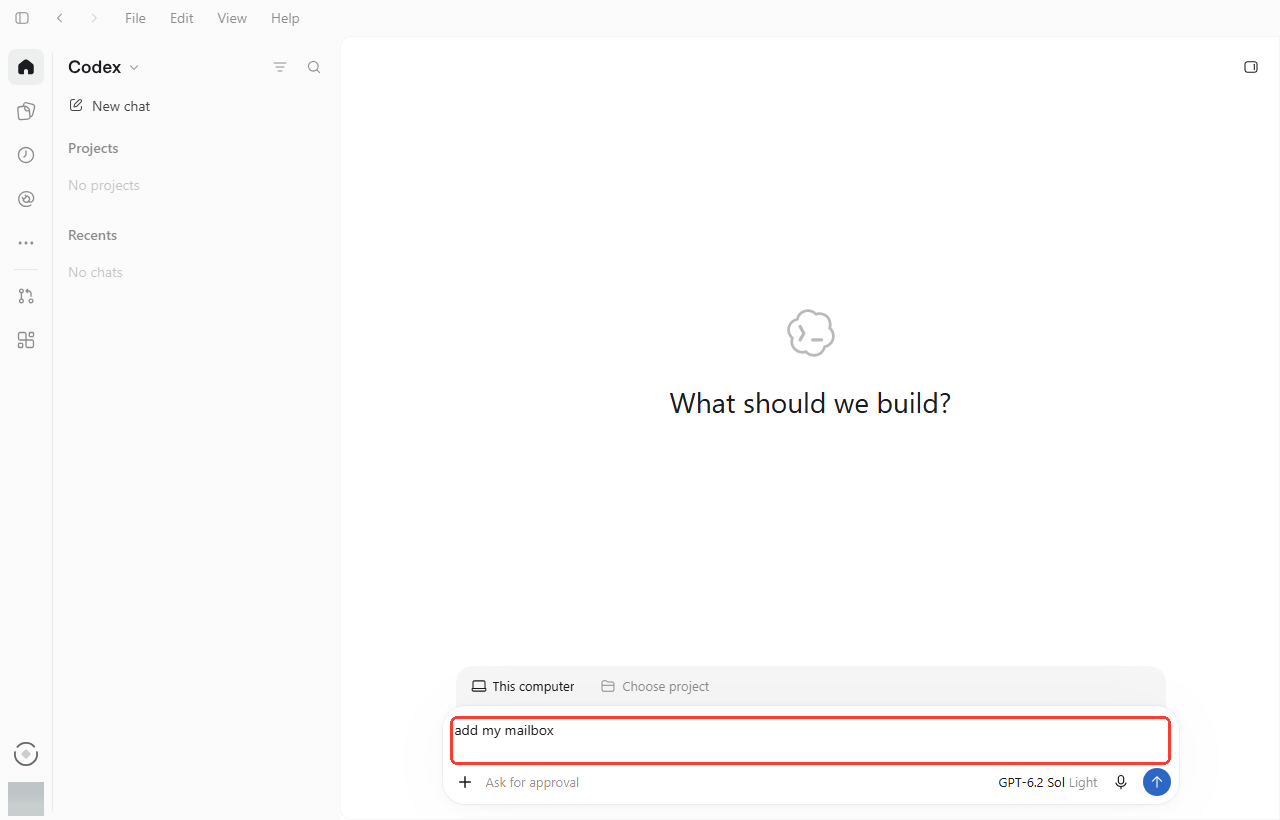 File Edit View Help
Codex
New chat
Projects
No projects
Recents
No chats
What should we build?
This computer Choose project
add my mailbox
Ask for approval GPT-6.2 Sol Light